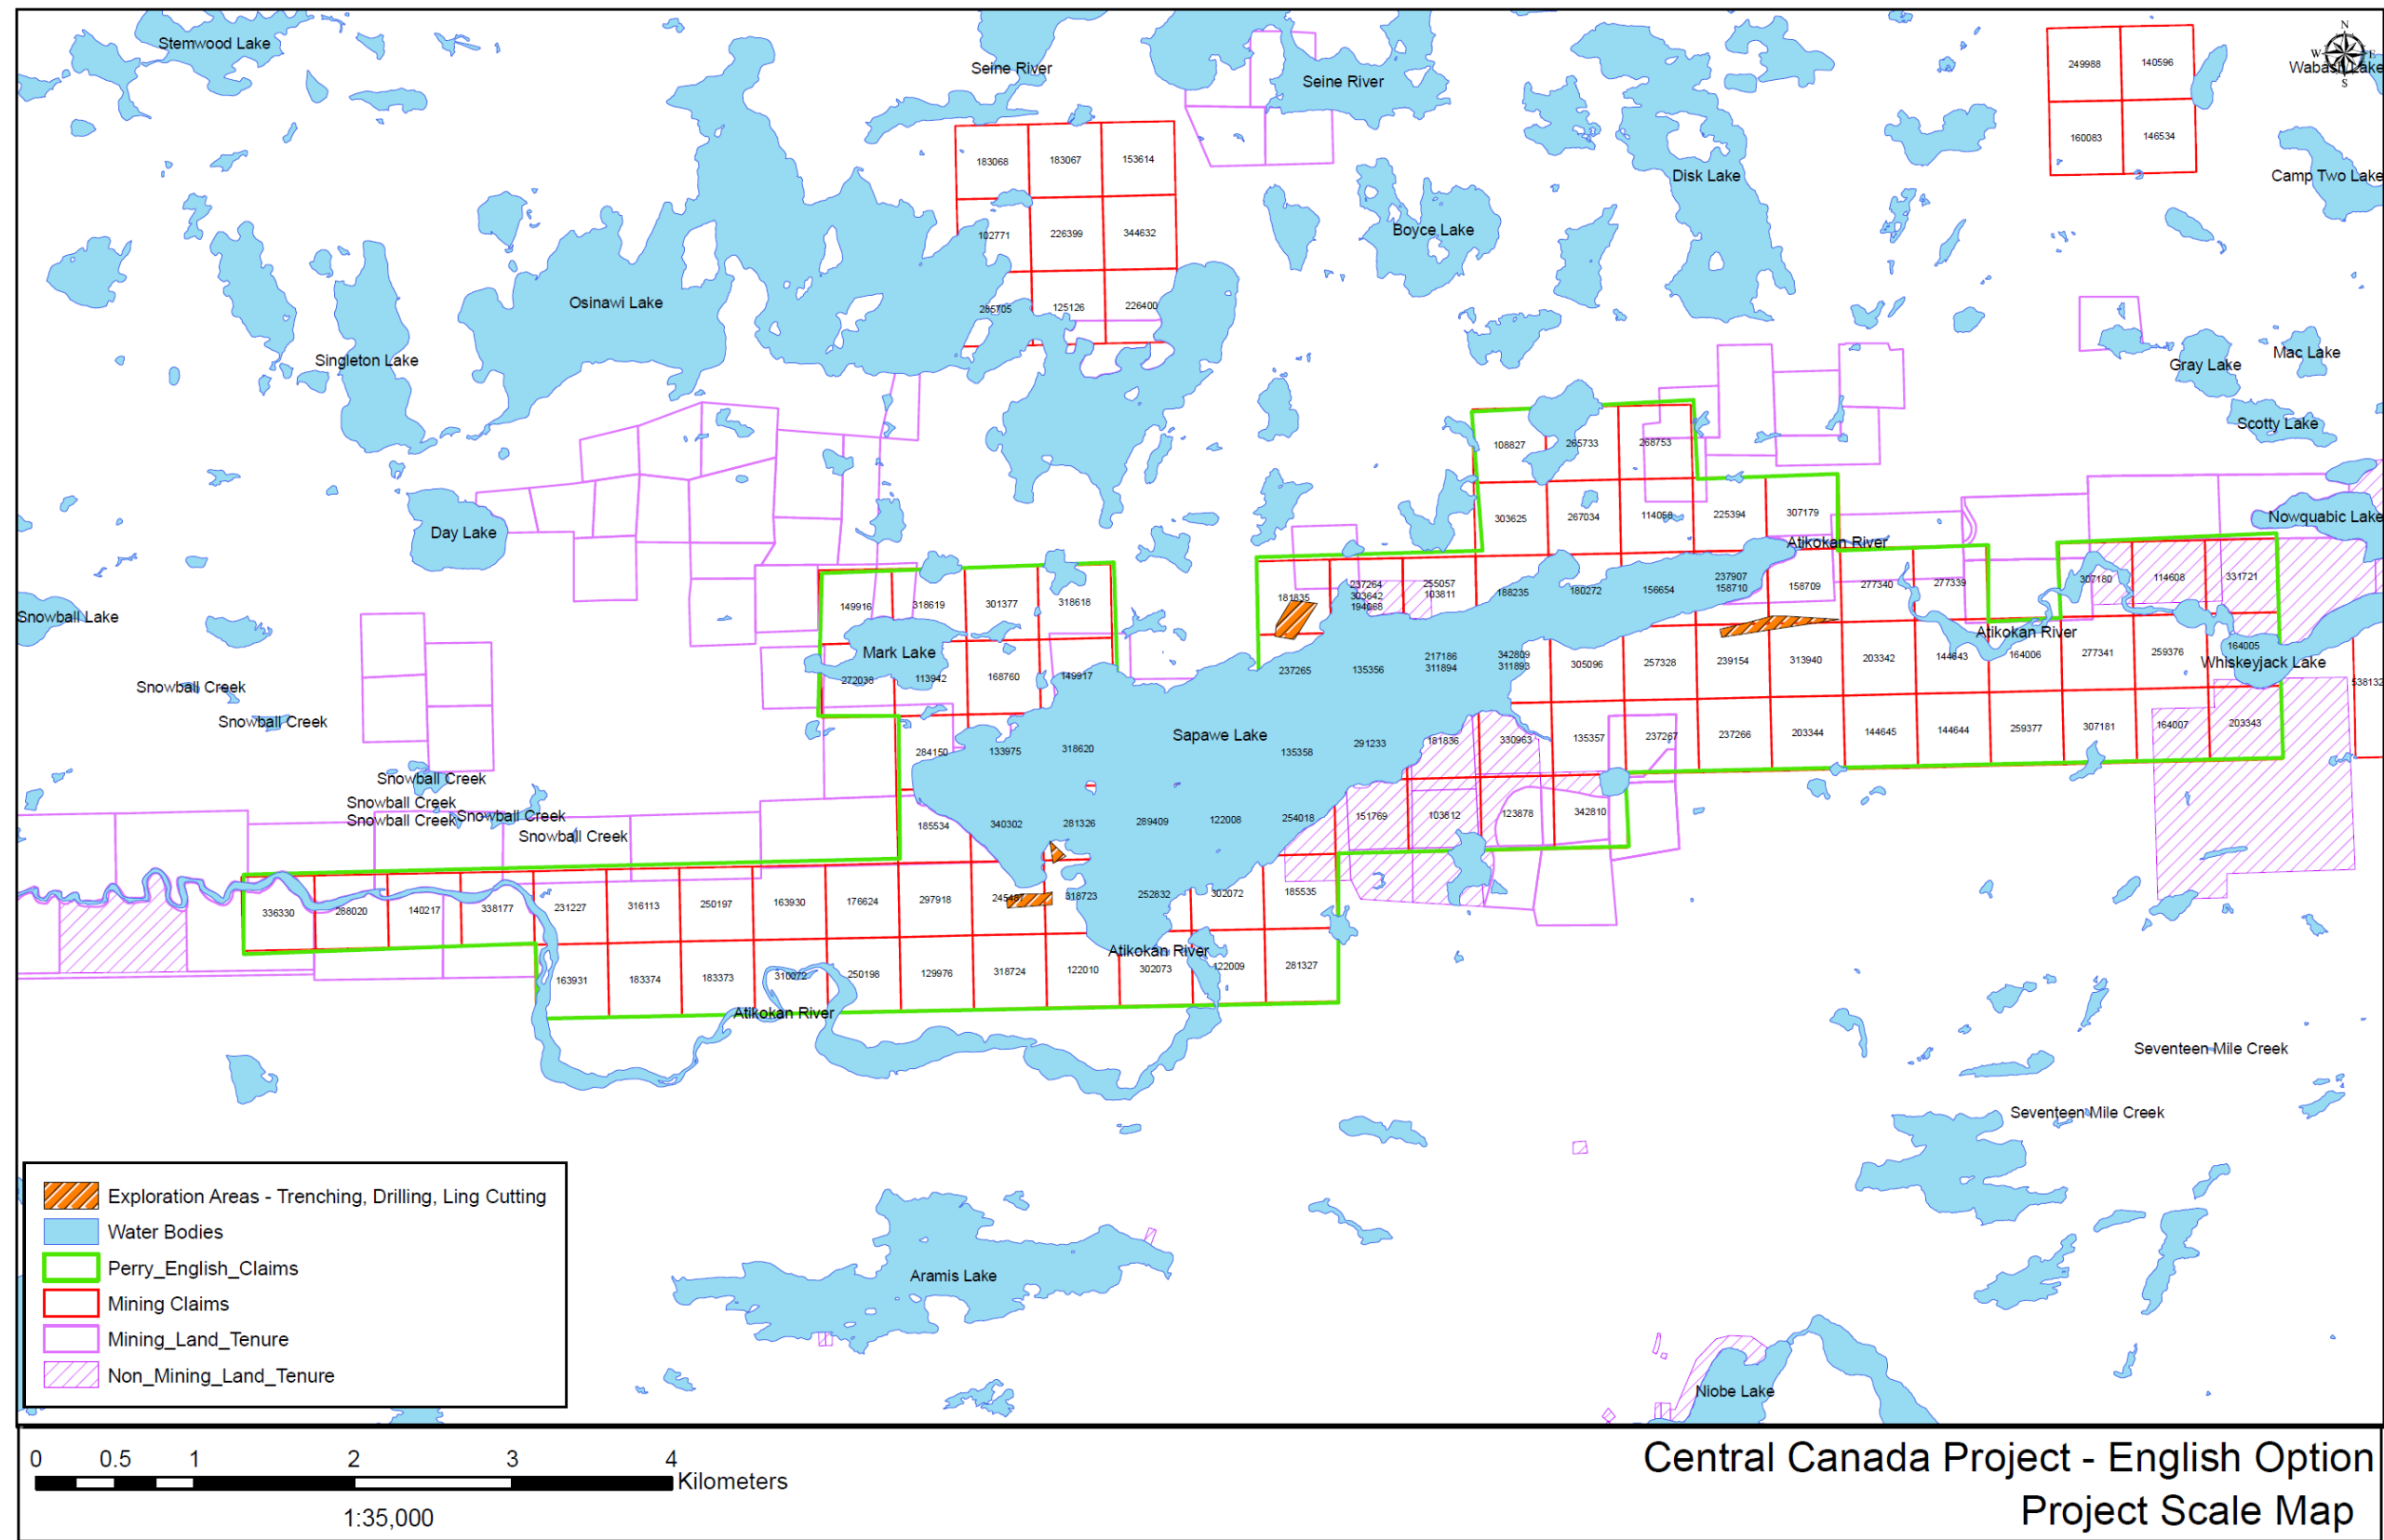 Stemwood Lake
Seine River
Seine River
N
W
E
S
Wabash Lake
249988
140596
160083
146534
Camp Two Lake
183068
183067
153614
Disk Lake
102771
226399
344632
Boyce Lake
Osinawi Lake
285705
125126
226400
Singleton Lake
Mac Lake
Gray Lake
Scotty Lake
108827
265733
268753
Day Lake
303625
267034
114058
225394
307179
Nowquabic Lake
Atikokan River
Snowball Lake
149916
318619
301377
318618
181835
237264
303642
194068
255057
103811
188235
180272
156654
237907
158710
158709
277340
277339
307180
114608
331721
Mark Lake
272038
113942
168760
149917
237265
135356
217186
311894
342809
311893
305096
257328
239154
313940
203342
144643
Atikokan River
164006
277341
259376
164005
Whiskeyjack Lake
538132
Snowball Creek
Snowball Creek
284150
133975
318620
Sapawe Lake
135358
291233
181836
330963
135357
237267
237266
203344
144645
144644
259377
307181
164007
203343
Snowball Creek
Snowball Creek
Snowball Creek
Snowball Creek
Snowball Creek
185534
340302
281326
289409
122008
254018
151769
103812
123878
342810
336330
288020
140217
338177
231227
316113
250197
163930
176624
297918
245487
318723
252832
302072
185535
Atikokan River
163931
183374
183373
310072
250198
129976
318724
122010
302073
122009
281327
Atikokan River
Seventeen Mile Creek
Seventeen Mile Creek
Aramis Lake
Niobe Lake
Exploration Areas - Trenching, Drilling, Ling Cutting
Water Bodies
Perry_English_Claims
Mining Claims
Mining_Land_Tenure
Non_Mining_Land_Tenure
0 0.5 1 2 3 4
Kilometers
1:35,000
Central Canada Project - English Option
Project Scale Map